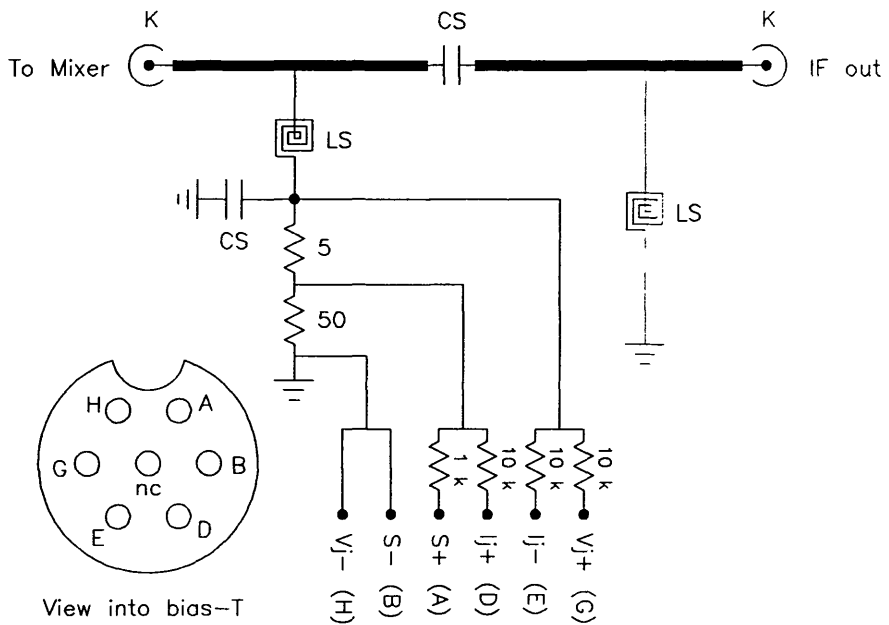 K
CS
K
To Mixer
IF out
LS
LS
CS
5
50
H
A
G
B
nc
E
D
1 k
10 k
10 k
10 k
Vj- (H)
S- (B)
S+ (A)
Ij+ (D)
Ij- (E)
Vj+ (G)
View into bias-T